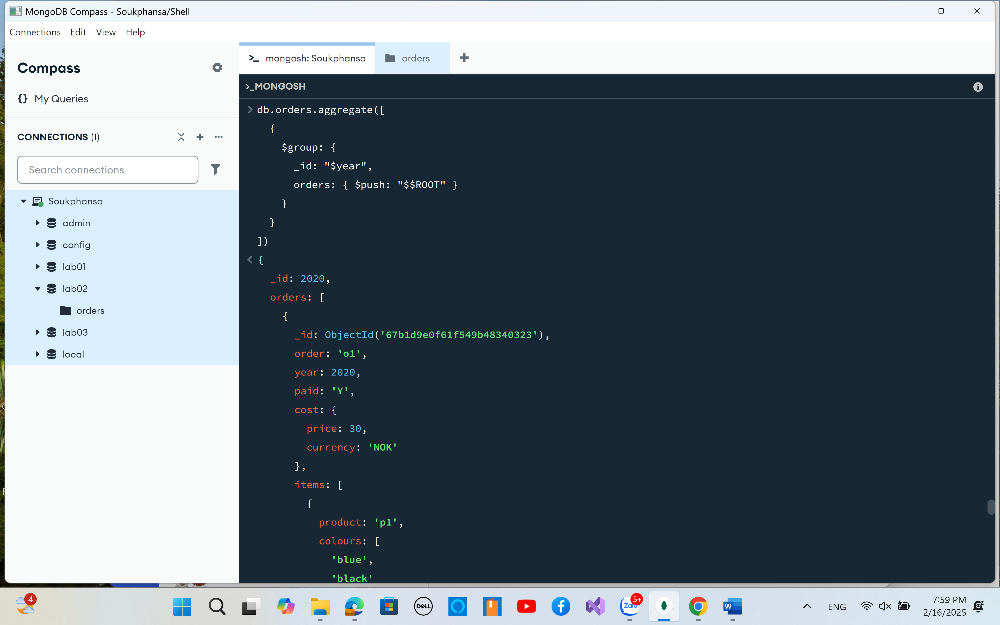 MongoDB Compass - Soukphansa/Shell
Connections Edit View Help
Compass
{} My Queries
CONNECTIONS (1)
Search connections
Soukphansa
admin
config
lab01
lab02
orders
lab03
local
>_ mongosh: Soukphansa
orders
>_MONGOSH
> db.orders.aggregate([
{
$group: {
_id: "$year",
orders: { $push: "$$ROOT" }
}
}
])
< {
_id: 2020,
orders: [
{
_id: ObjectId('67b1d9e0f61f549b48340323'),
order: 'o1',
year: 2020,
paid: 'Y',
cost: {
price: 30,
currency: 'NOK'
},
items: [
{
product: 'p1',
colours: [
'blue',
'black'
4
DELL
Zalo
5+
W
ENG
7:59 PM
2/16/2025